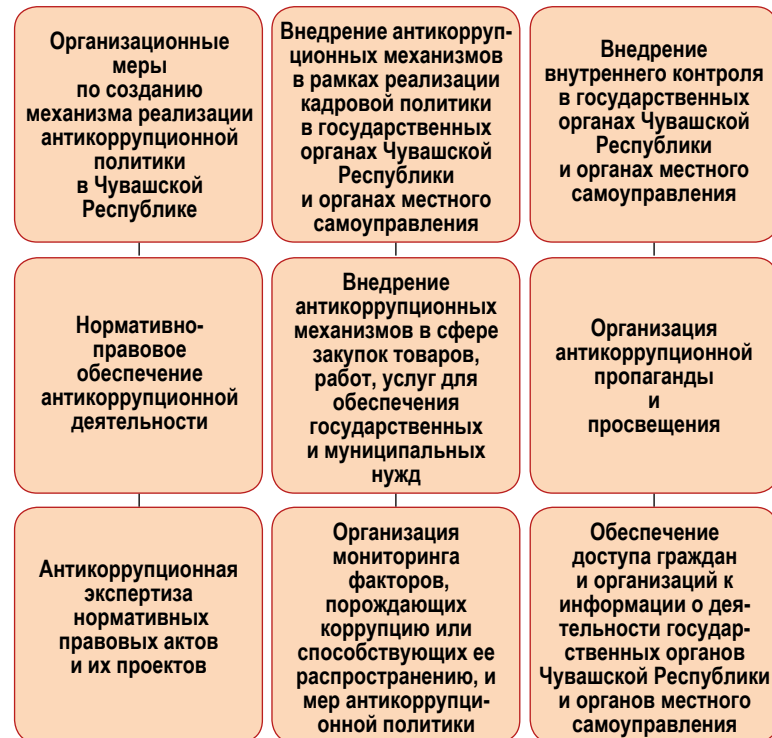 Организационные
меры
по созданию
механизма реализации
антикоррупционной
политики
в Чувашской
Республике
Внедрение антикорруп-
ционных механизмов
в рамках реализации
кадровой политики
в государственных
органах Чувашской
Республики
и органах местного
самоуправления
Внедрение
внутреннего контроля
в государственных
органах Чувашской
Республики
и органах местного
самоуправления
Нормативно-
правовое
обеспечение
антикоррупционной
деятельности
Внедрение
антикоррупционных
механизмов в сфере
закупок товаров,
работ, услуг для
обеспечения
государственных
и муниципальных
нужд
Организация
антикоррупционной
пропаганды
и
просвещения
Антикоррупционная
экспертиза
нормативных
правовых актов
и их проектов
Организация
мониторинга
факторов,
порождающих
коррупцию или
способствующих ее
распространению, и
мер антикоррупци-
онной политики
Обеспечение
доступа граждан
и организаций к
информации о дея-
тельности государ-
ственных органов
Чувашской Республики
и органов местного
самоуправления